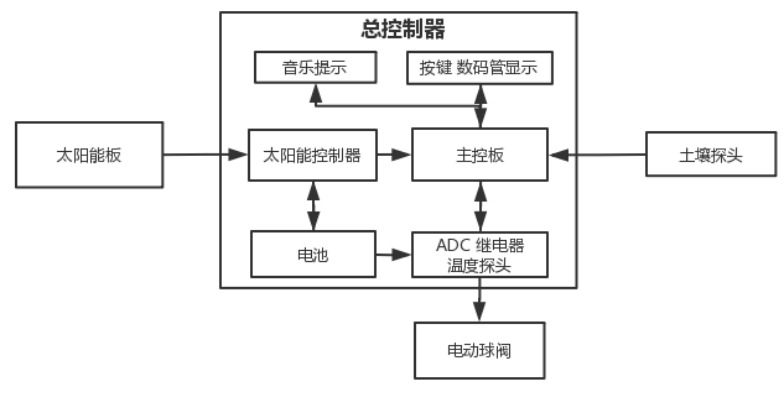 总控制器
音乐提示
按键 数码管显示
太阳能板
太阳能控制器
主控板
土壤探头
电池
ADC 继电器
温度探头
电动球阀